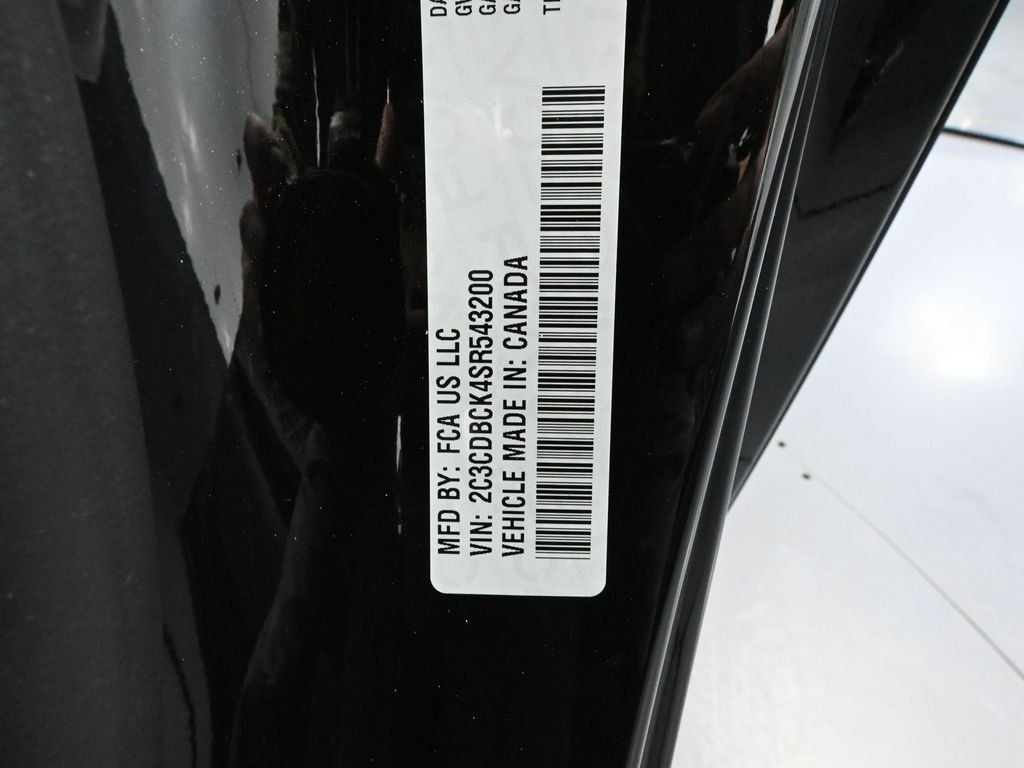 MFD BY: FCA US LLC
VIN: 2C3CDBCK4SR543200
VEHICLE MADE IN: CANADA